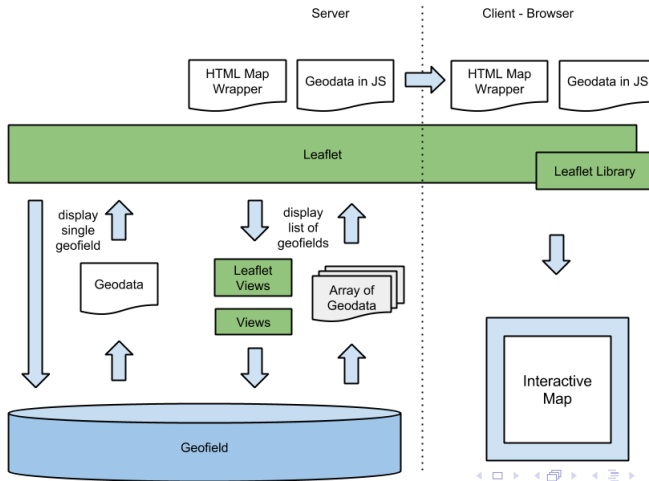 Server
Client - Browser
HTML Map
Wrapper
Geodata in JS
HTML Map
Wrapper
Geodata in JS
Leaflet
Leaflet Library
display
single
geofield
display
list of
geofields
Geodata
Leaflet
Views
Views
Array of
Geodata
Interactive
Map
Geofield